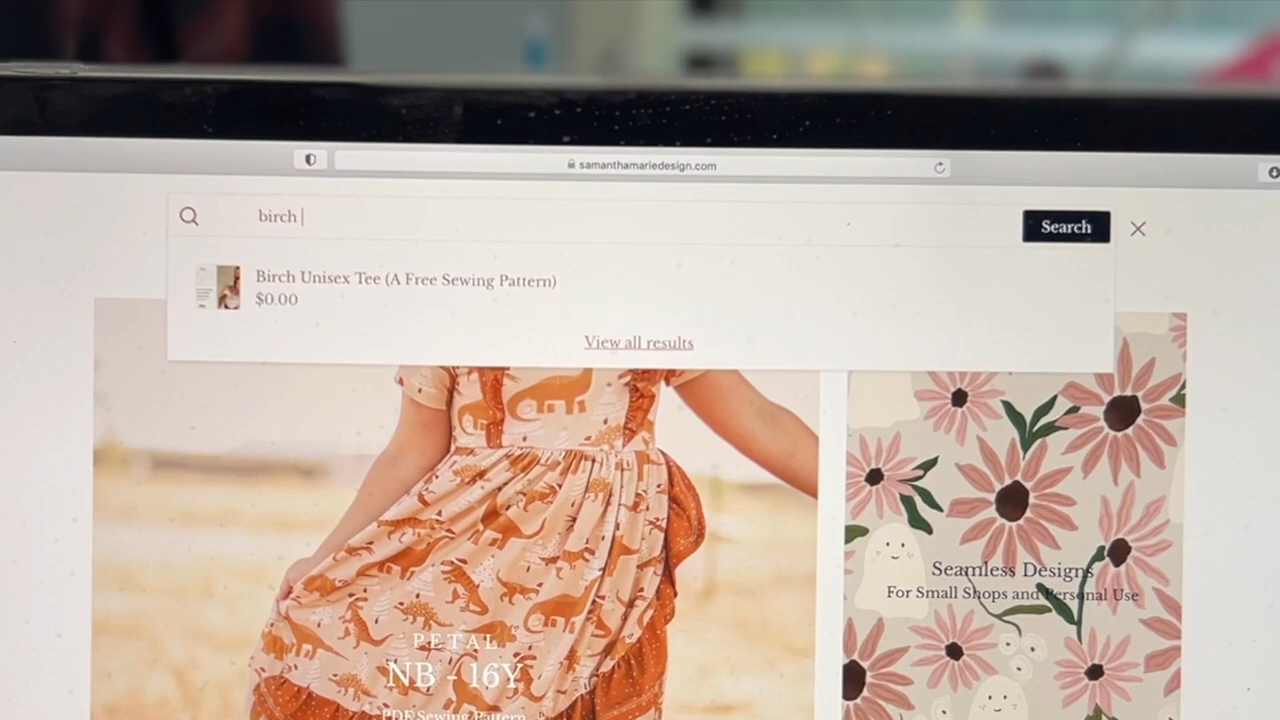 samanthamariedesign.com
birch
Search
Birch Unisex Tee (A Free Sewing Pattern)
$0.00
View all results
PETAL
NB - 16Y
PDF Sewing Pattern
Seamless Designs
For Small Shops and Personal Use